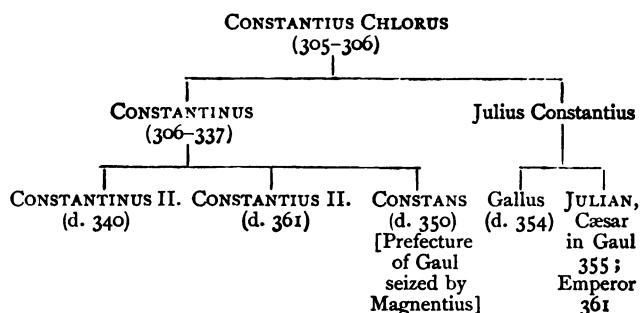 CONSTANTIUS CHLORUS
(305–306)
CONSTANTINUS
(306–337)
Julius Constantius
CONSTANTINUS II.
(d. 340)
CONSTANTIUS II.
(d. 361)
CONSTANS
(d. 350)
[Prefecture
of Gaul
seized by
Magnentius]
Gallus
(d. 354)
JULIAN,
Cæsar
in Gaul
355;
Emperor
361